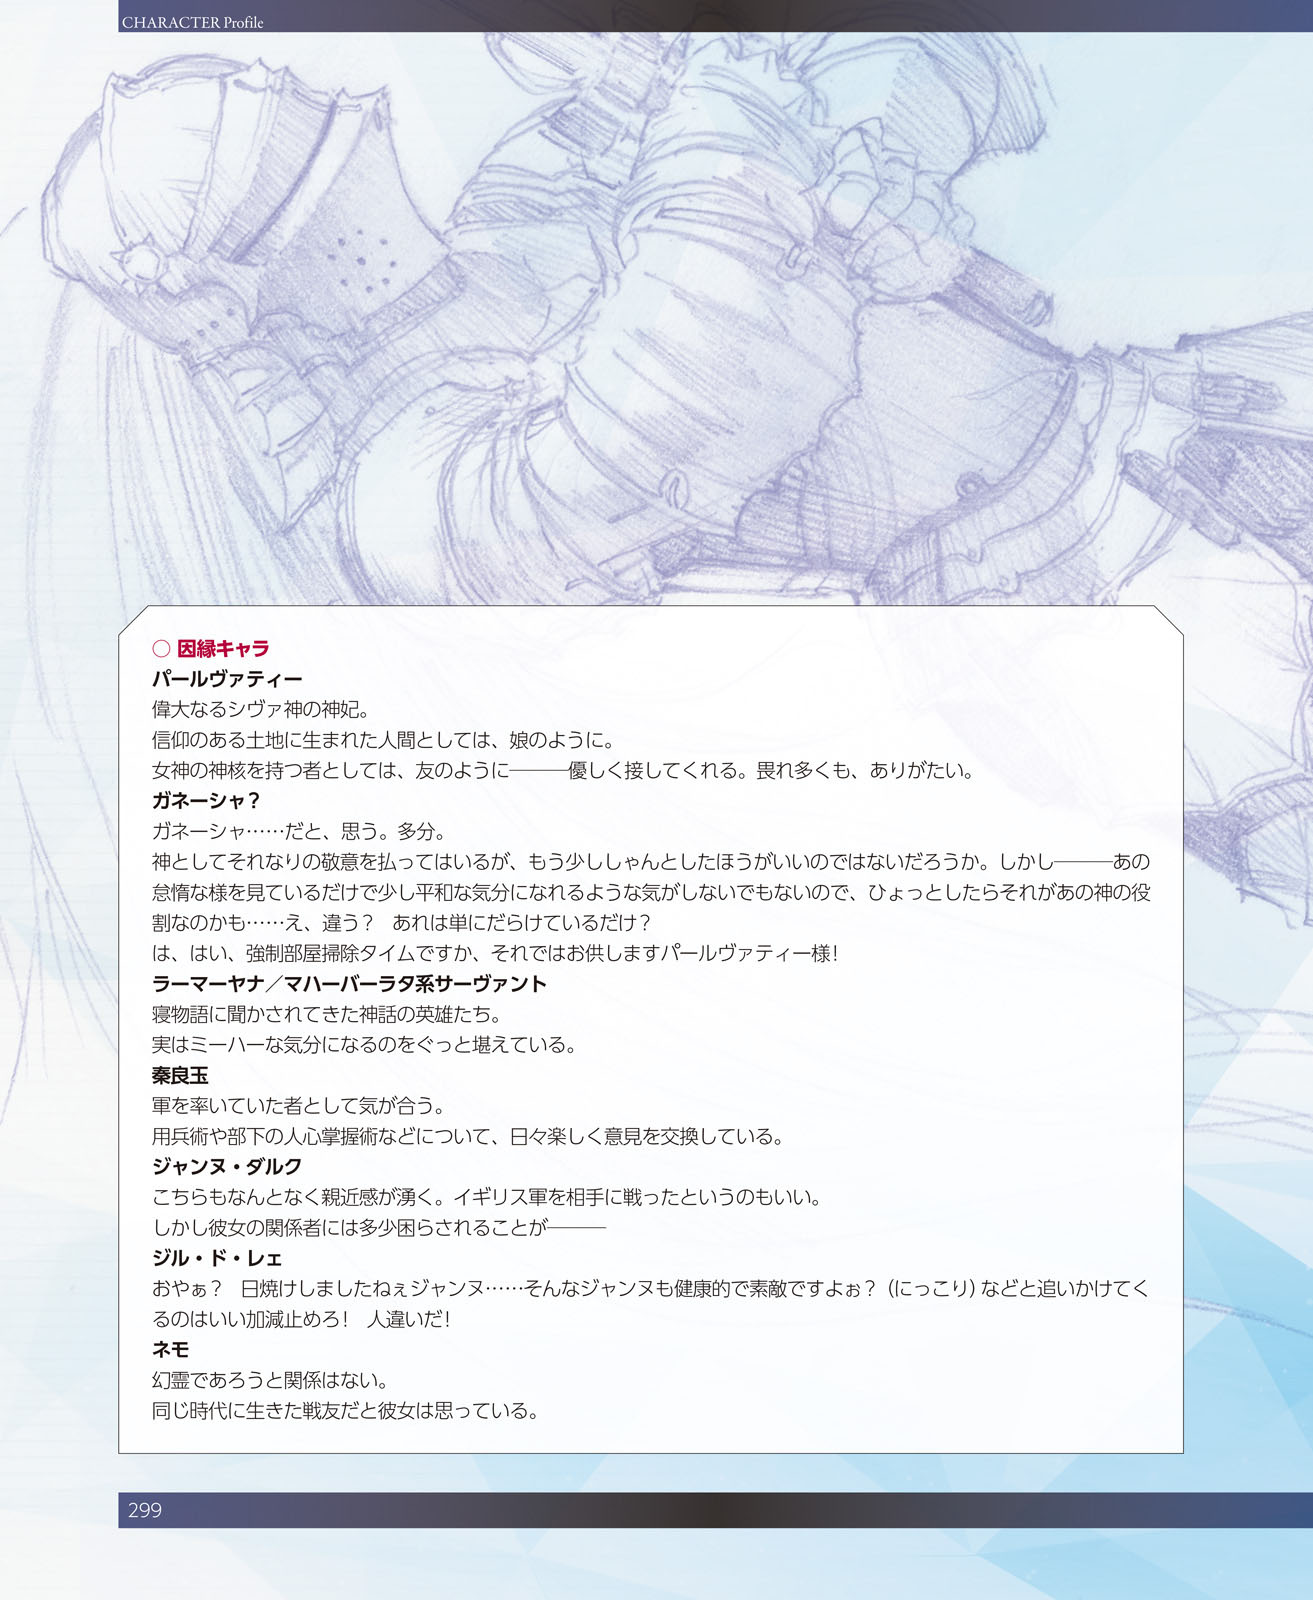 CHARACTER Profile
○ 因縁キャラ
パールヴァティー
偉大なるシヴァ神の神妃。
信仰のある土地に生まれた人間としては、娘のように。
女神の神核を持つ者としては、友のように───優しく接してくれる。畏れ多くも、ありがたい。
ガネーシャ?
ガネーシャ……だと、思う。多分。
神としてそれなりの敬意を払ってはいるが、もう少ししゃんとしたほうがいいのではないだろうか。しかし───あの
怠惰な様を見ているだけで少し平和な気分になれるような気がしないでもないので、ひょっとしたらそれがあの神の役
割なのかも……え、違う? あれは単にだらけているだけ?
は、はい、強制部屋掃除タイムですか、それではお供しますパールヴァティー様!
ラーマーヤナ/マハーバーラタ系サーヴァント
寝物語に聞かされてきた神話の英雄たち。
実はミーハーな気分になるのをぐっと堪えている。
秦良玉
軍を率いていた者として気が合う。
用兵術や部下の人心掌握術などについて、日々楽しく意見を交換している。
ジャンヌ・ダルク
こちらもなんとなく親近感が湧く。イギリス軍を相手に戦ったというのもいい。
しかし彼女の関係者には多少困らされることが───
ジル・ド・レェ
おやぁ? 日焼けしましたねぇジャンヌ……そんなジャンヌも健康的で素敵ですよぉ?(にっこり)などと追いかけてく
るのはいい加減止めろ! 人違いだ!
ネモ
幻霊であろうと関係はない。
同じ時代に生きた戦友だと彼女は思っている。
299